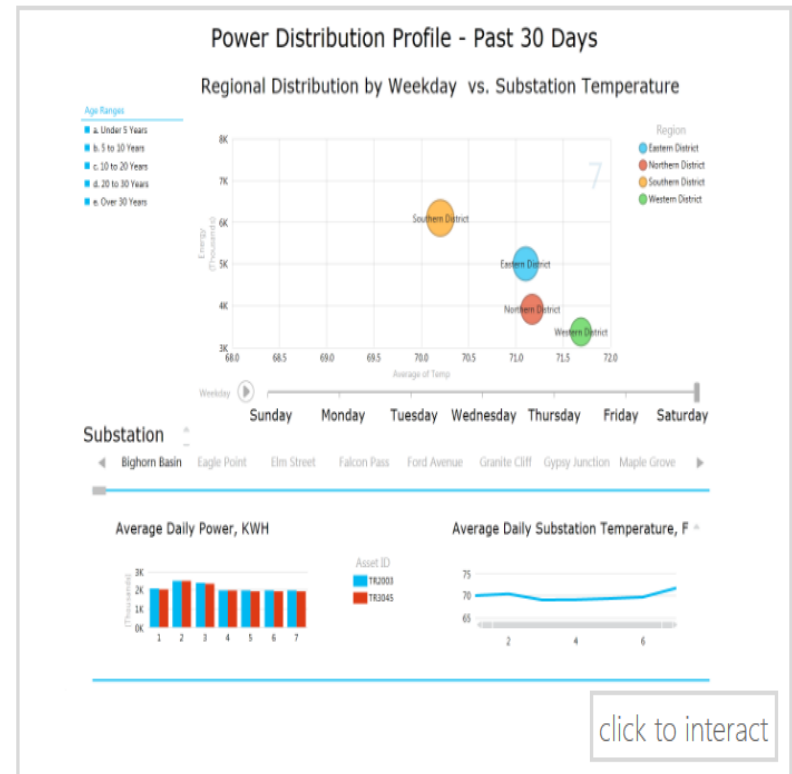 Power Distribution Profile - Past 30 Days
Regional Distribution by Weekday vs. Substation Temperature
Age Ranges
a. Under 5 Years
b. 5 to 10 Years
c. 10 to 20 Years
d. 20 to 30 Years
e. Over 30 Years
8K
7K
6K
5K
4K
3K
Energy
(Thousands)
7
Southern District
Eastern District
Northern District
Western District
68.0 68.5 69.0 69.5 70.0 70.5 71.0 71.5 72.0
Average of Temp
Region
Eastern District
Northern District
Southern District
Western District
Weekday
Sunday Monday Tuesday Wednesday Thursday Friday Saturday
Substation
Bighorn Basin Eagle Point Elm Street Falcon Pass Ford Avenue Granite Cliff Gypsy Junction Maple Grove
Average Daily Power, KWH
(Thousands)
3K
2K
1K
0K
1 2 3 4 5 6 7
Asset ID
TR2003
TR3045
Average Daily Substation Temperature, F
75
70
65
2 4 6
click to interact